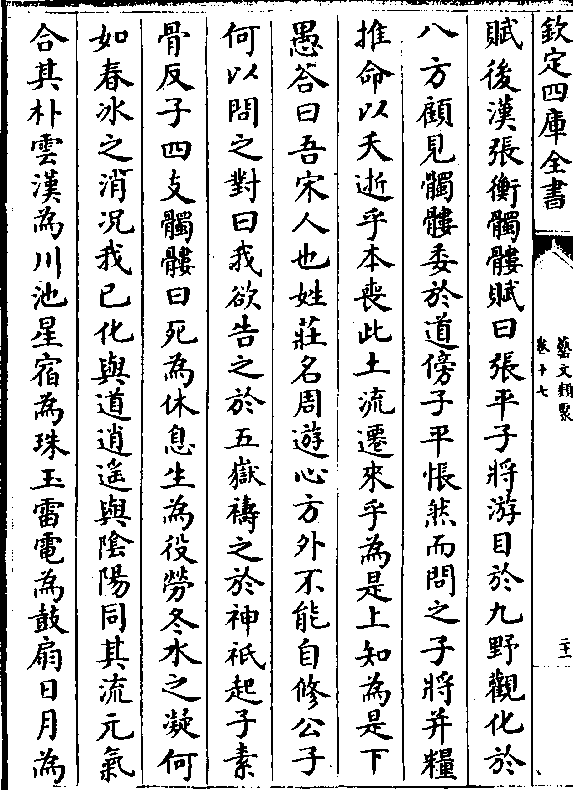 欽定四庫全書
藝文類聚
卷十七
二十一
賦後漢張衡髑髏賦曰張平子將游目於九野觀化於
八方顧見髑髏委於道傍子平悵然而問之子將并糧
推命以夭逝乎本喪此土流遷來乎為是上知為是下
愚答曰吾宋人也姓莊名周遊心方外不能自修公子
何以問之對曰我欲告之於五嶽禱之於神祇起子素
骨反子四支髑髏曰死為休息生為役勞冬水之凝何
如春冰之消况我已化與道逍遙與陰陽同其流元氣
合其朴雲漢為川池星宿為珠玉雷電為鼓扇日月為